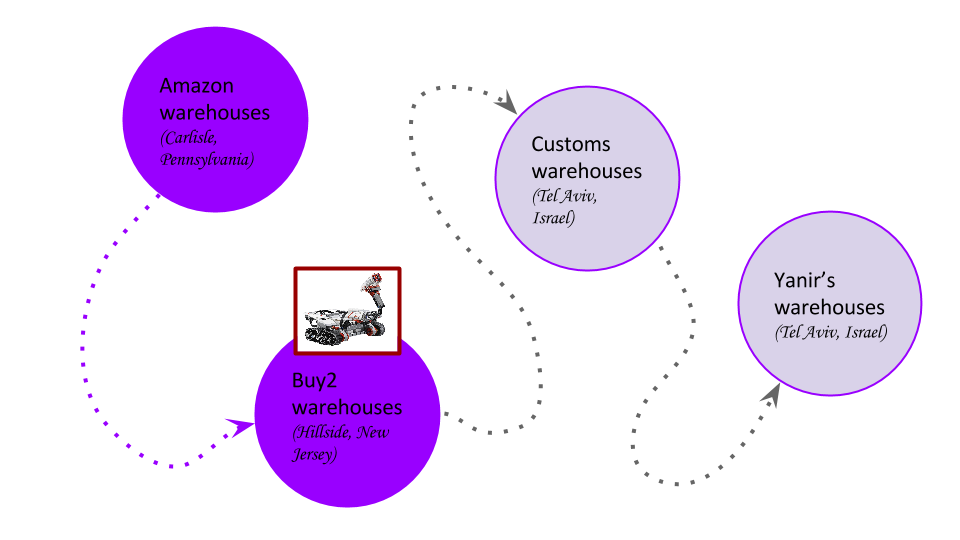 Amazon
warehouses
(Carlisle,
Pennsylvania)
Customs
warehouses
(Tel Aviv,
Israel)
Yanir's
warehouses
(Tel Aviv, Israel)
Buy2
warehouses
(Hillside, New
Jersey)